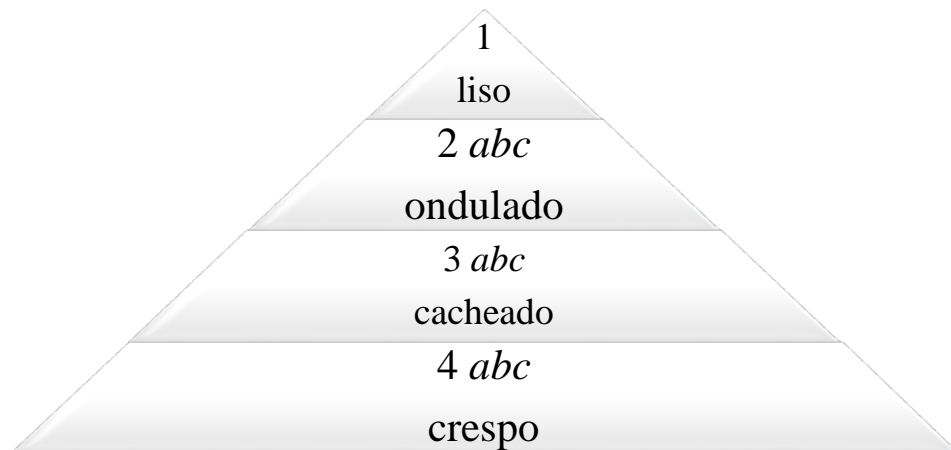 1
liso
2 abc
ondulado
3 abc
cacheado
4 abc
crespo